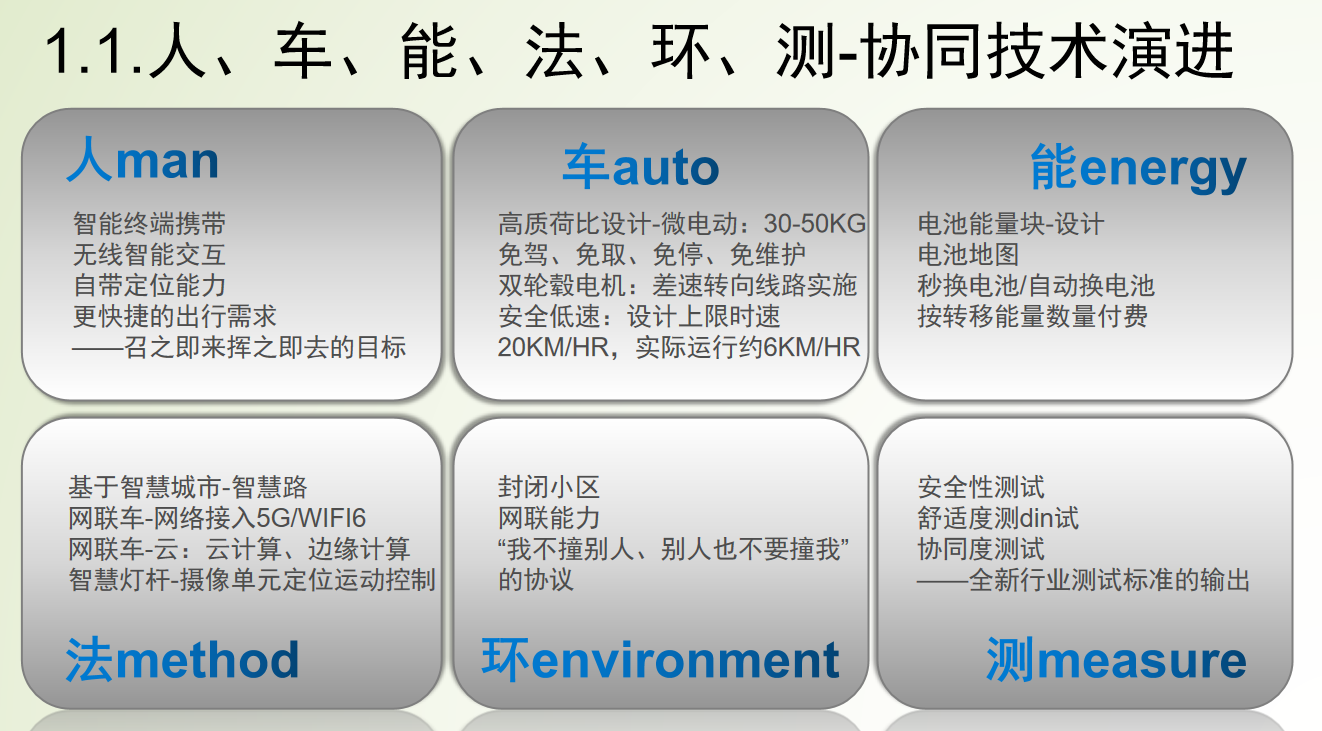 1.1.人、车、能、法、环、测-协同技术演进
人man
智能终端携带
无线智能交互
自带定位能力
更快捷的出行需求
——召之即来挥之即去的目标
车auto
高质荷比设计-微电动：30-50KG
免驾、免取、免停、免维护
双轮毂电机：差速转向线路实施
安全低速：设计上限时速
20KM/HR，实际运行约6KM/HR
能energy
电池能量块-设计
电池地图
秒换电池/自动换电池
按转移能量数量付费
基于智慧城市-智慧路
网联车-网络接入5G/WIFI6
网联车-云：云计算、边缘计算
智慧灯杆-摄像单元定位运动控制
法method
封闭小区
网联能力
“我不撞别人、别人也不要撞我”
的协议
环environment
安全性测试
舒适度测din试
协同度测试
——全新行业测试标准的输出
测measure